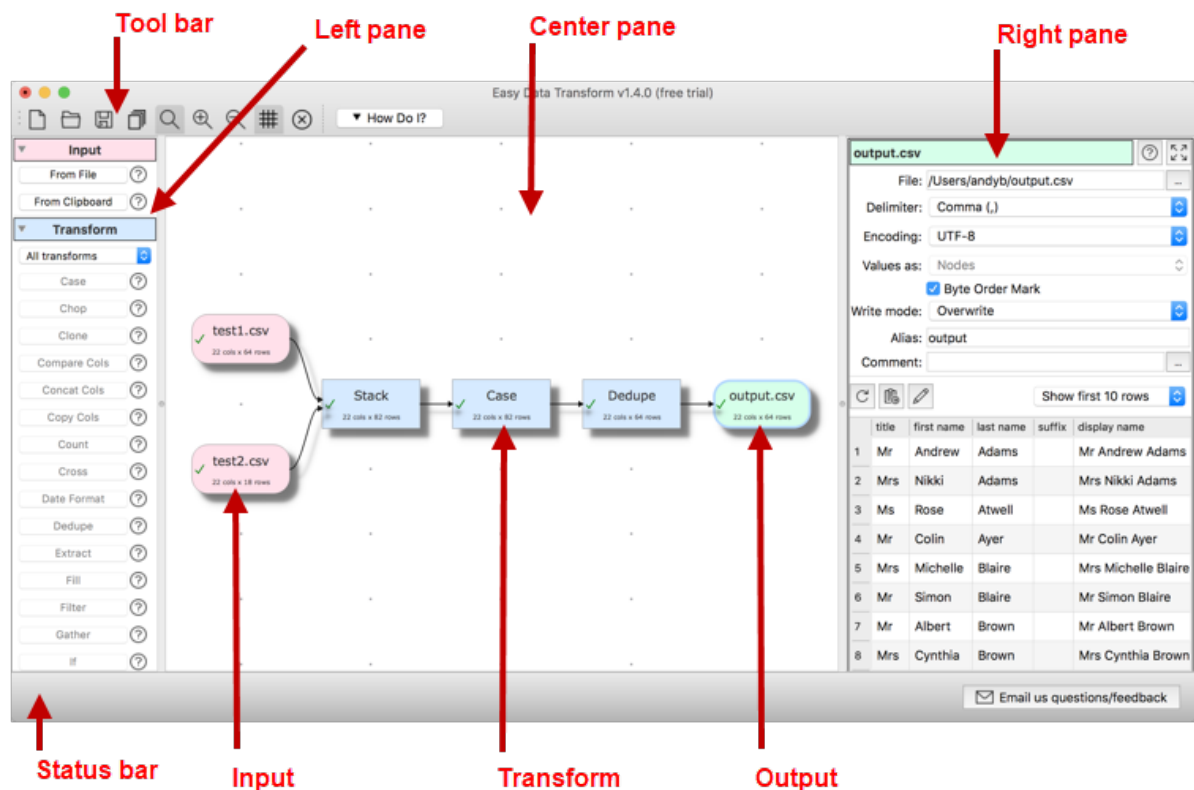 Tool bar
Left pane
Center pane
Right pane
Easy Data Transform v1.4.0 (free trial)
▼ How Do I?
Input
From File
From Clipboard
Transform
All transforms
Case
Chop
Clone
Compare Cols
Concat Cols
Copy Cols
Count
Cross
Date Format
Dedupe
Extract
Fill
Filter
Gather
If
test1.csv
22 cols x 64 rows
test2.csv
22 cols x 18 rows
Stack
22 cols x 82 rows
Case
22 cols x 82 rows
Dedupe
22 cols x 64 rows
output.csv
22 cols x 64 rows
output.csv
File: /Users/andyb/output.csv ...
Delimiter: Comma (,)
Encoding: UTF-8
Values as: Nodes
Byte Order Mark
Write mode: Overwrite
Alias: output
Comment: ...
Show first 10 rows
title first name last name suffix display name
1 Mr Andrew Adams Mr Andrew Adams
2 Mrs Nikki Adams Mrs Nikki Adams
3 Ms Rose Atwell Ms Rose Atwell
4 Mr Colin Ayer Mr Colin Ayer
5 Mrs Michelle Blaire Mrs Michelle Blaire
6 Mr Simon Blaire Mr Simon Blaire
7 Mr Albert Brown Mr Albert Brown
8 Mrs Cynthia Brown Mrs Cynthia Brown
Email us questions/feedback
Status bar
Input
Transform
Output